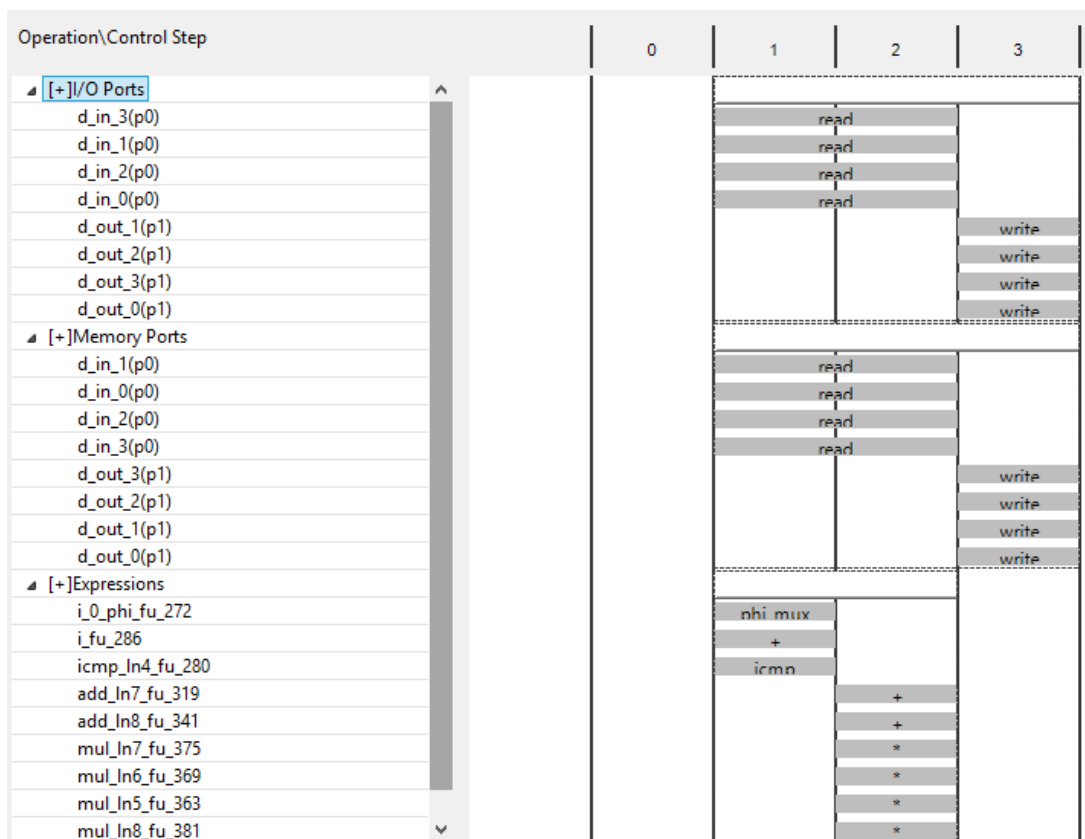 Operation\Control Step 0 1 2 3
[+]I/O Ports
d_in_3(p0) read
d_in_1(p0) read
d_in_2(p0) read
d_in_0(p0) read
d_out_1(p1) write
d_out_2(p1) write
d_out_3(p1) write
d_out_0(p1) write
[+]Memory Ports
d_in_1(p0) read
d_in_0(p0) read
d_in_2(p0) read
d_in_3(p0) read
d_out_3(p1) write
d_out_2(p1) write
d_out_1(p1) write
d_out_0(p1) write
[+]Expressions
i_0_phi_fu_272 phi_mux
i_fu_286 +
icmp_ln4_fu_280 icmp
add_ln7_fu_319 +
add_ln8_fu_341 +
mul_ln7_fu_375 *
mul_ln6_fu_369 *
mul_ln5_fu_363 *
mul_ln8_fu_381 *